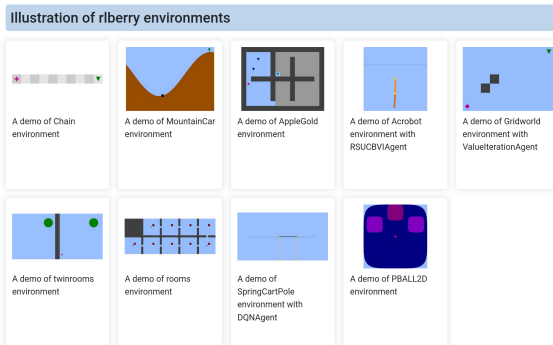 Illustration of rlberry environments
A demo of Chain
environment
A demo of MountainCar
environment
A demo of AppleGold
environment
A demo of Acrobot
environment with
RSUCBVIAgent
A demo of Gridworld
environment with
ValueIterationAgent
A demo of twinrooms
environment
A demo of rooms
environment
A demo of
SpringCartPole
environment with
DQNAgent
A demo of PBALL2D
environment